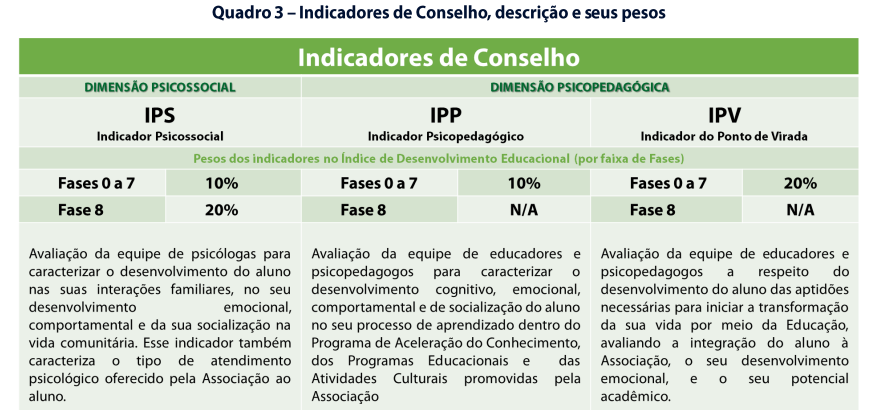 Quadro 3 – Indicadores de Conselho, descrição e seus pesos
Indicadores de Conselho
DIMENSÃO PSICOSSOCIAL
DIMENSÃO PSICOPEDAGÓGICA
IPS
Indicador Psicossocial
IPP
Indicador Psicopedagógico
IPV
Indicador do Ponto de Virada
Pesos dos indicadores no Índice de Desenvolvimento Educacional (por faixa de Fases)
Fases 0 a 7 10% Fases 0 a 7 10% Fases 0 a 7 20%
Fase 8 20% Fase 8 N/A Fase 8 N/A
Avaliação da equipe de psicólogas para
caracterizar o desenvolvimento do aluno
nas suas interações familiares, no seu
desenvolvimento emocional,
comportamental e da sua socialização na
vida comunitária. Esse indicador também
caracteriza o tipo de atendimento
psicológico oferecido pela Associação ao
aluno.
Avaliação da equipe de educadores e
psicopedagogos para caracterizar o
desenvolvimento cognitivo, emocional,
comportamental e de socialização do aluno
no seu processo de aprendizado dentro do
Programa de Aceleração do Conhecimento,
dos Programas Educacionais e das
Atividades Culturais promovidas pela
Associação
Avaliação da equipe de educadores e
psicopedagogos a respeito do
desenvolvimento do aluno das aptidões
necessárias para iniciar a transformação
da sua vida por meio da Educação,
avaliando a integração do aluno à
Associação, o seu desenvolvimento
emocional, e o seu potencial
acadêmico.